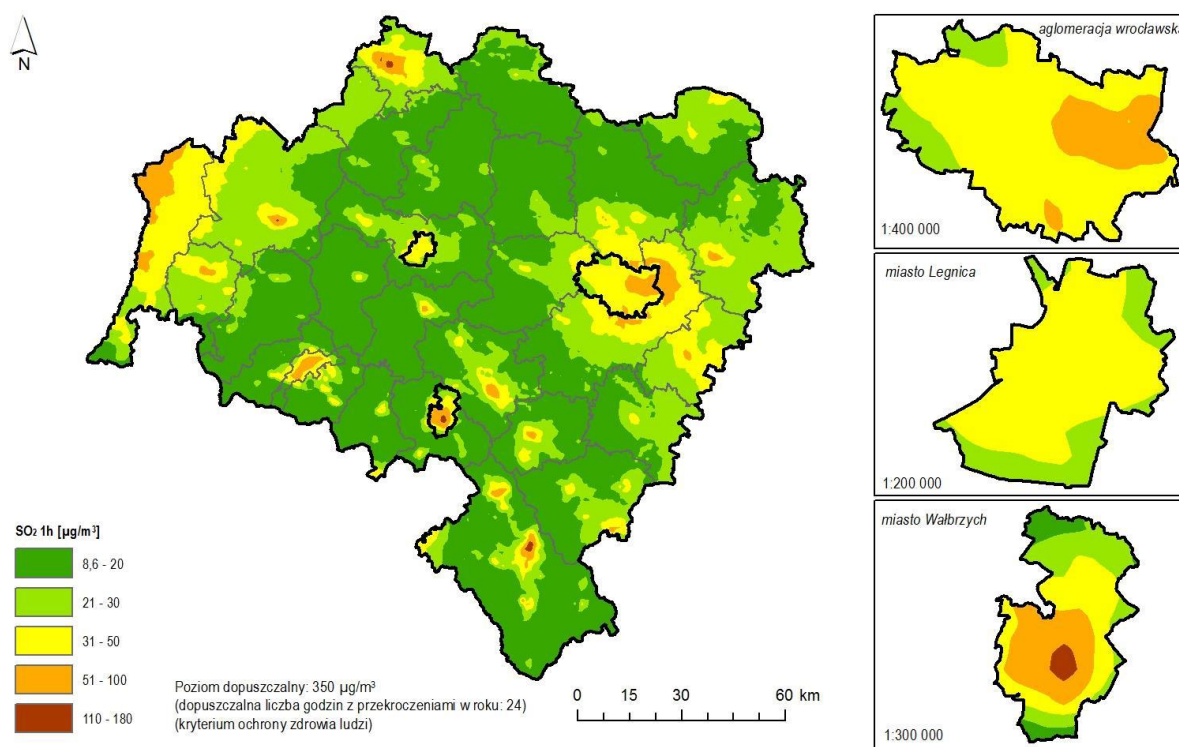 N
SO₂ 1h [µg/m³]
8,6 - 20
21 - 30
31 - 50
51 - 100
110 - 180
Poziom dopuszczalny: 350 µg/m³
(dopuszczalna liczba godzin z przekroczeniami w roku: 24)
(kryterium ochrony zdrowia ludzi)
0 15 30 60 km
aglomeracja wrocławska
1:400 000
miasto Legnica
1:200 000
miasto Wałbrzych
1:300 000